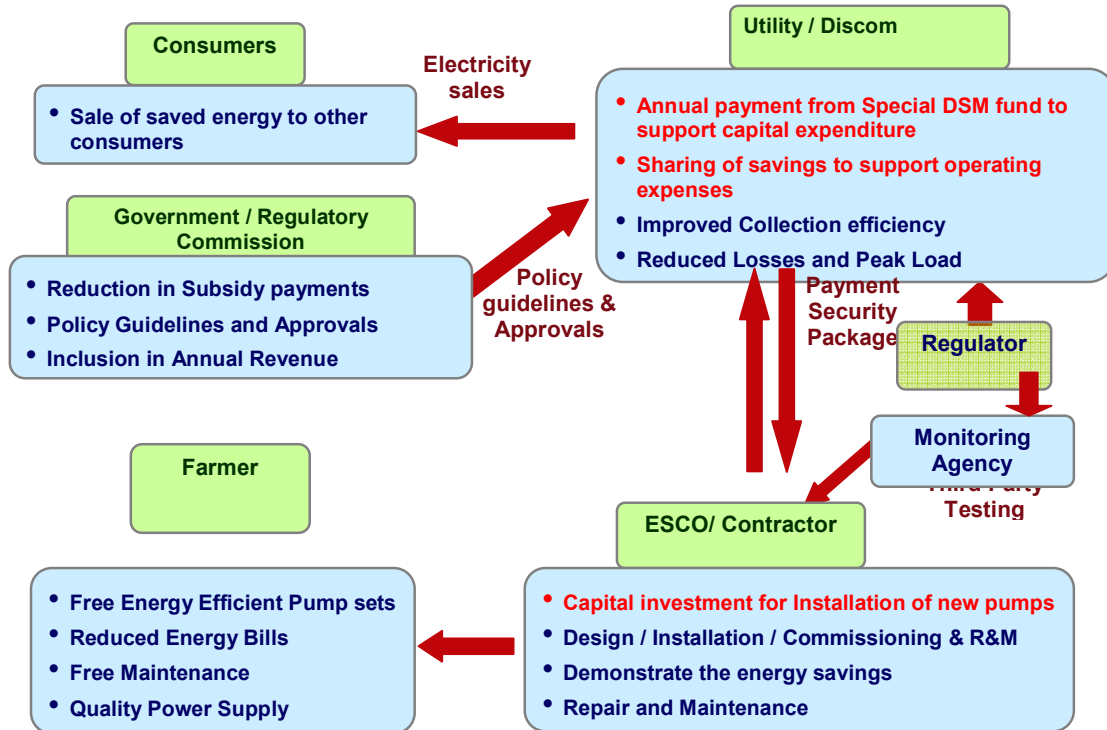 Consumers
• Sale of saved energy to other
consumers
Electricity
sales
Utility / Discom
• Annual payment from Special DSM fund to
support capital expenditure
• Sharing of savings to support operating
expenses
• Improved Collection efficiency
• Reduced Losses and Peak Load
Government / Regulatory
Commission
• Reduction in Subsidy payments
• Policy Guidelines and Approvals
• Inclusion in Annual Revenue
Policy
guidelines &
Approvals
Payment
Security
Package
Regulator
Monitoring
Agency
Third Party
Testing
Farmer
• Free Energy Efficient Pump sets
• Reduced Energy Bills
• Free Maintenance
• Quality Power Supply
ESCO/ Contractor
• Capital investment for Installation of new pumps
• Design / Installation / Commissioning & R&M
• Demonstrate the energy savings
• Repair and Maintenance